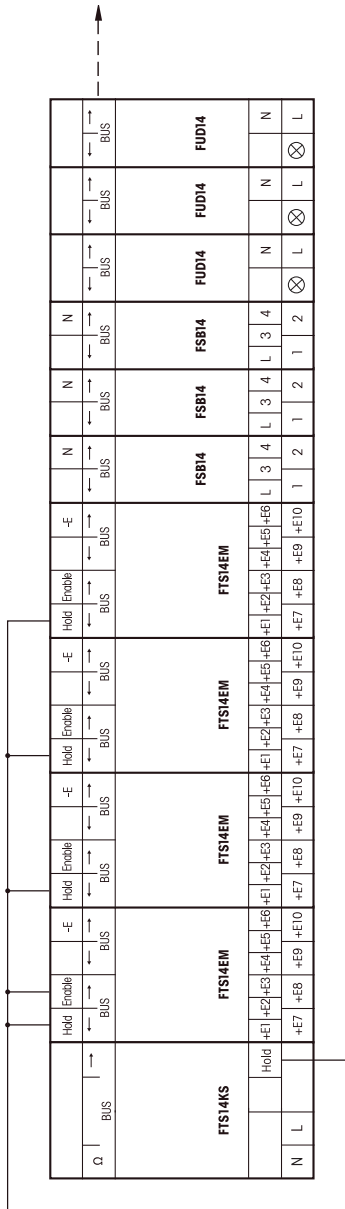 Hold Enable -E Hold Enable -E Hold Enable -E Hold Enable -E N N N
Ω
BUS BUS BUS BUS BUS BUS BUS BUS BUS BUS BUS BUS BUS BUS BUS
FTS14KS FTS14EM FTS14EM FTS14EM FTS14EM FSB14 FSB14 FSB14 FUD14 FUD14 FUD14
Hold +E1 +E2 +E3 +E4 +E5 +E6 +E1 +E2 +E3 +E4 +E5 +E6 +E1 +E2 +E3 +E4 +E5 +E6 +E1 +E2 +E3 +E4 +E5 +E6 L 3 4 L 3 4 L 3 4 N N N
N L +E7 +E8 +E9 +E10 +E7 +E8 +E9 +E10 +E7 +E8 +E9 +E10 +E7 +E8 +E9 +E10 1 2 1 2 1 2 L L L